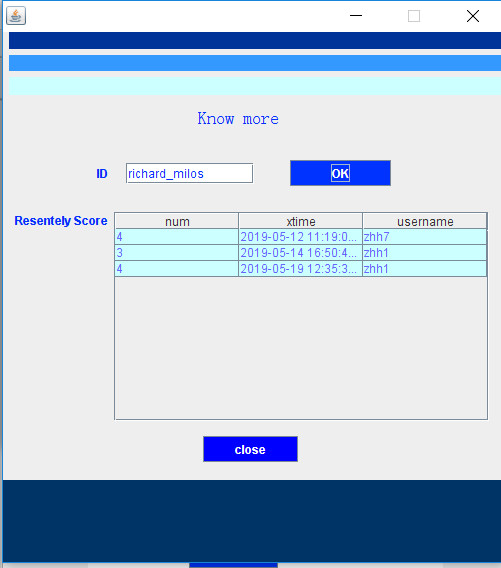 Know more
ID richard_milos OK
Resentely Score num xtime username
4 2019-05-12 11:19:0... zhh7
3 2019-05-14 16:50:4... zhh1
4 2019-05-19 12:35:3... zhh1
close